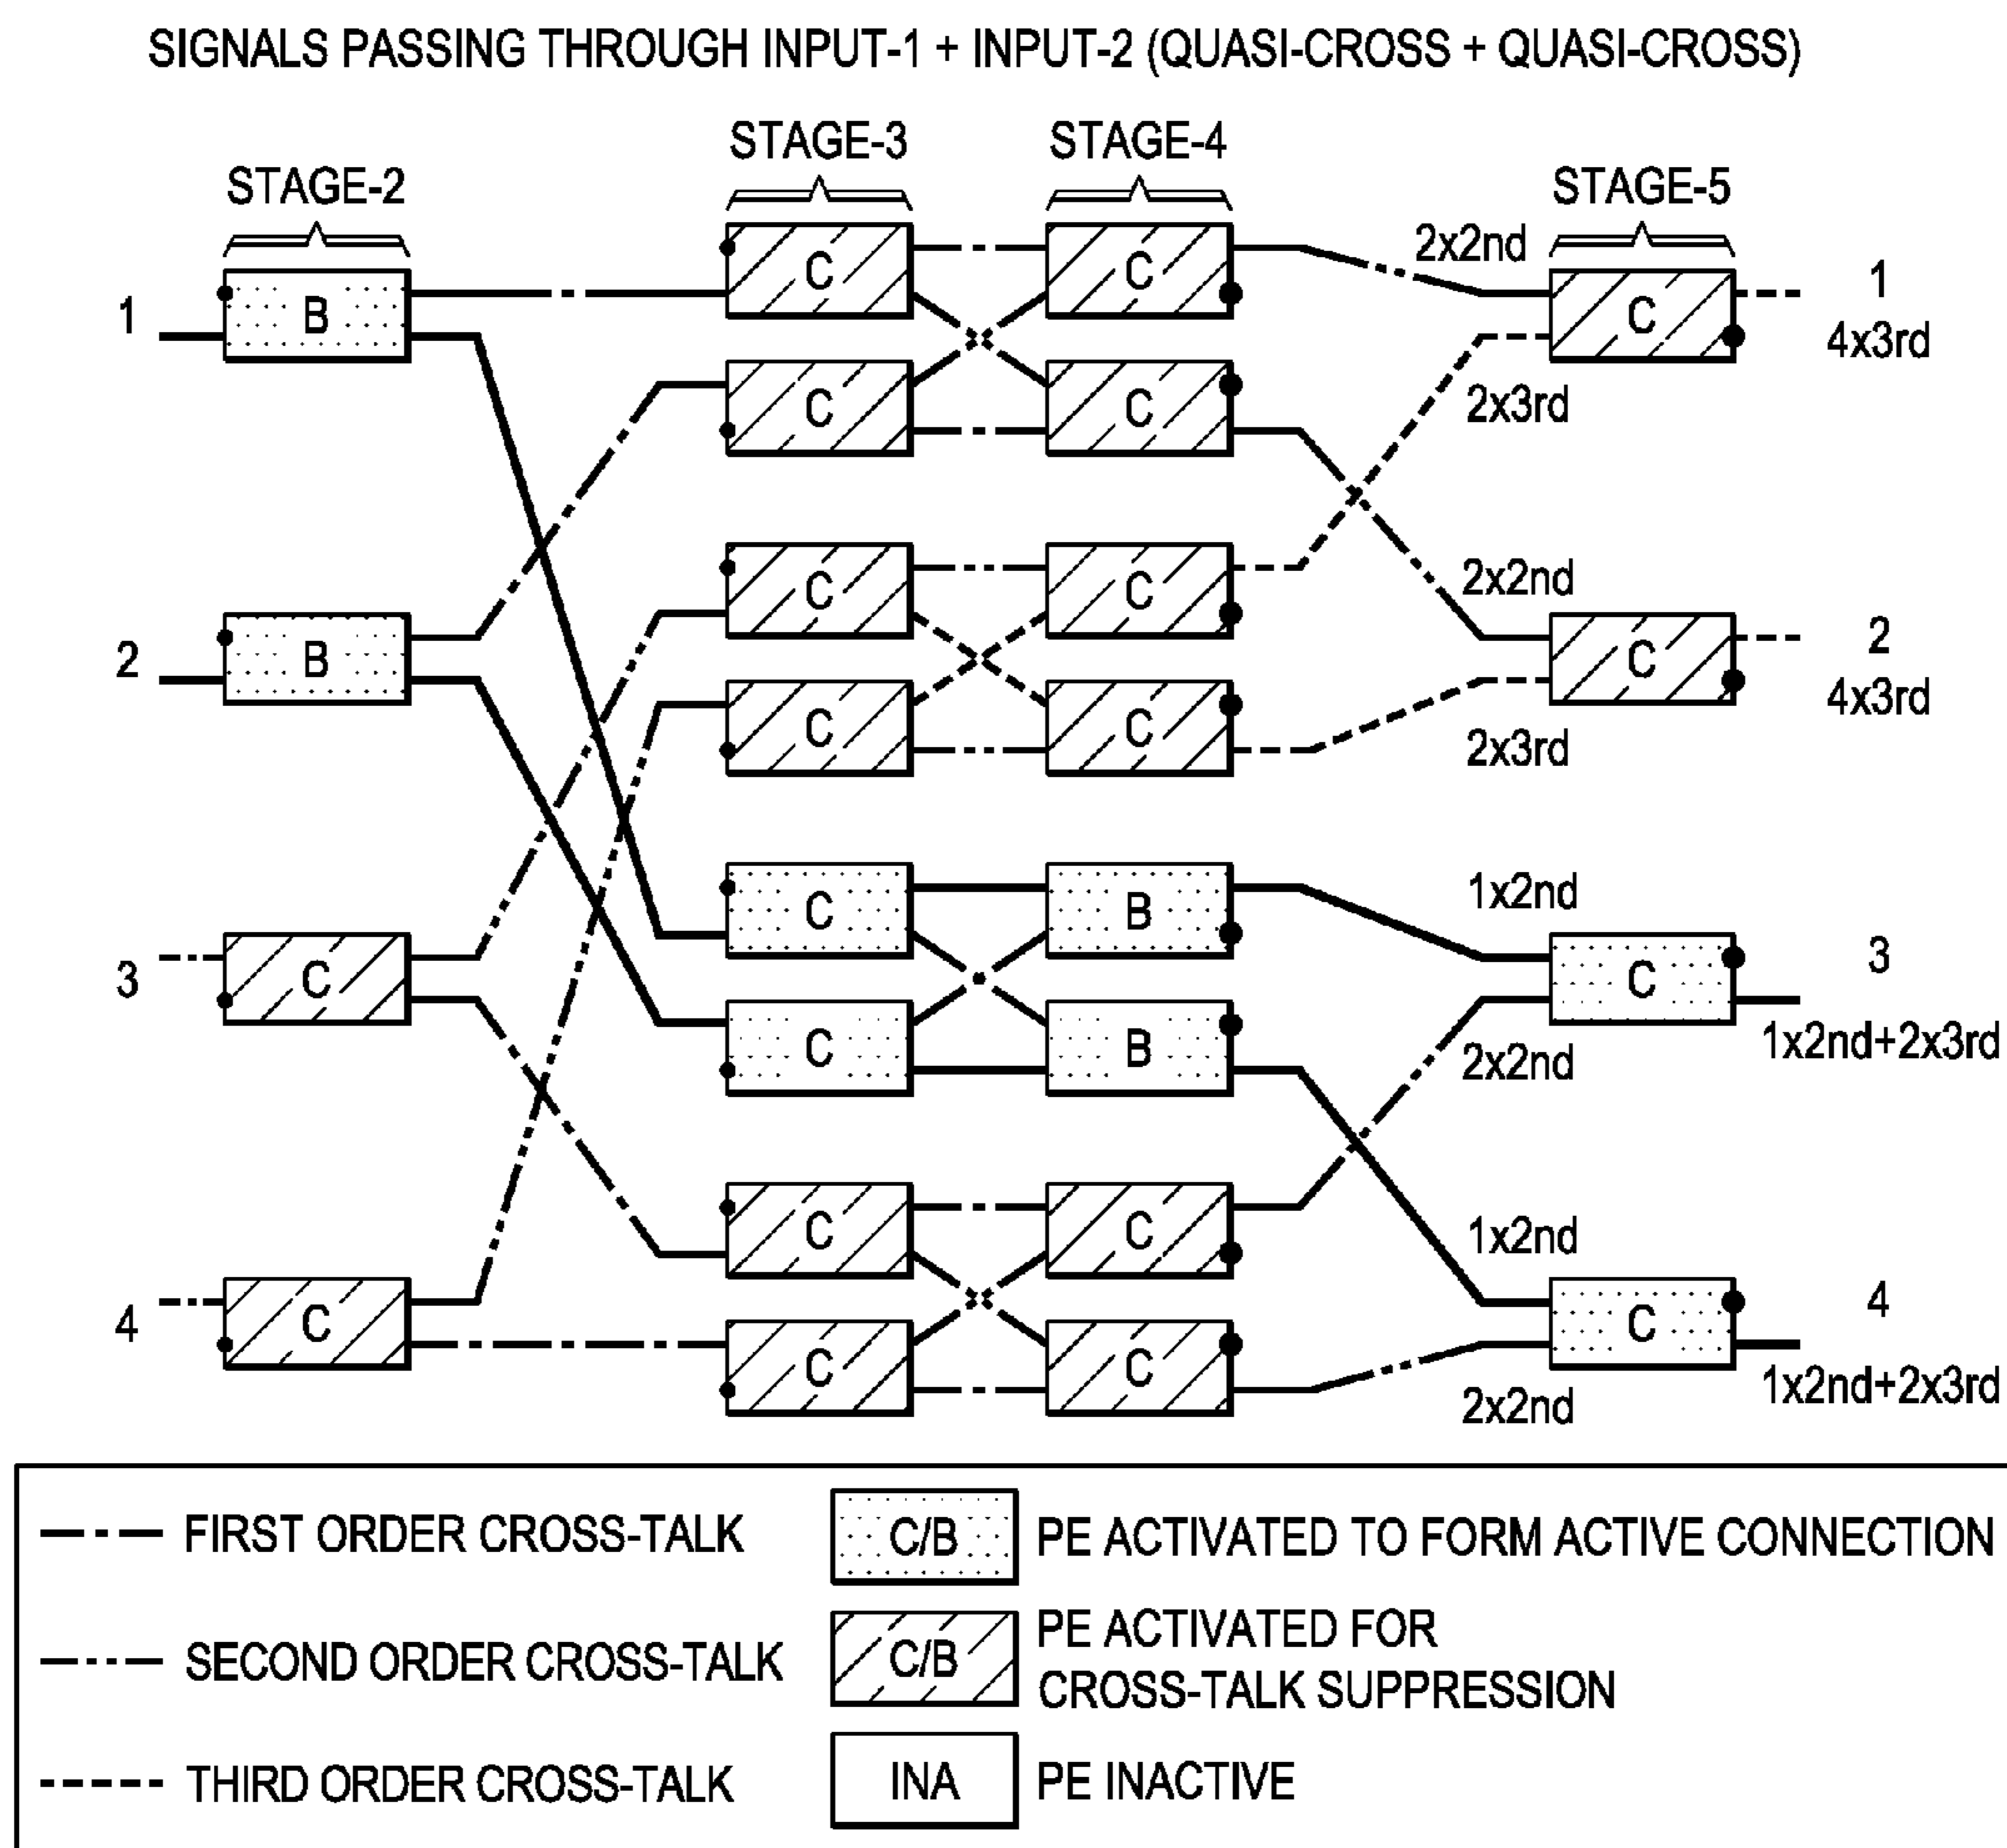 SIGNALS PASSING THROUGH INPUT-1 + INPUT-2 (QUASI-CROSS + QUASI-CROSS)
STAGE-3 STAGE-4
STAGE-2 STAGE-5
C C 2x2nd
1 B C 1
4x3rd
C C 2x3rd
C C 2x2nd
2 B C 2
4x3rd
C C 2x3rd
C B 1x2nd
3 C C 3
C B 2x2nd 1x2nd+2x3rd
C C 1x2nd
4 C C 4
C C 2x2nd 1x2nd+2x3rd
FIRST ORDER CROSS-TALK
C/B PE ACTIVATED TO FORM ACTIVE CONNECTION
SECOND ORDER CROSS-TALK
C/B PE ACTIVATED FOR
CROSS-TALK SUPPRESSION
THIRD ORDER CROSS-TALK
INA PE INACTIVE